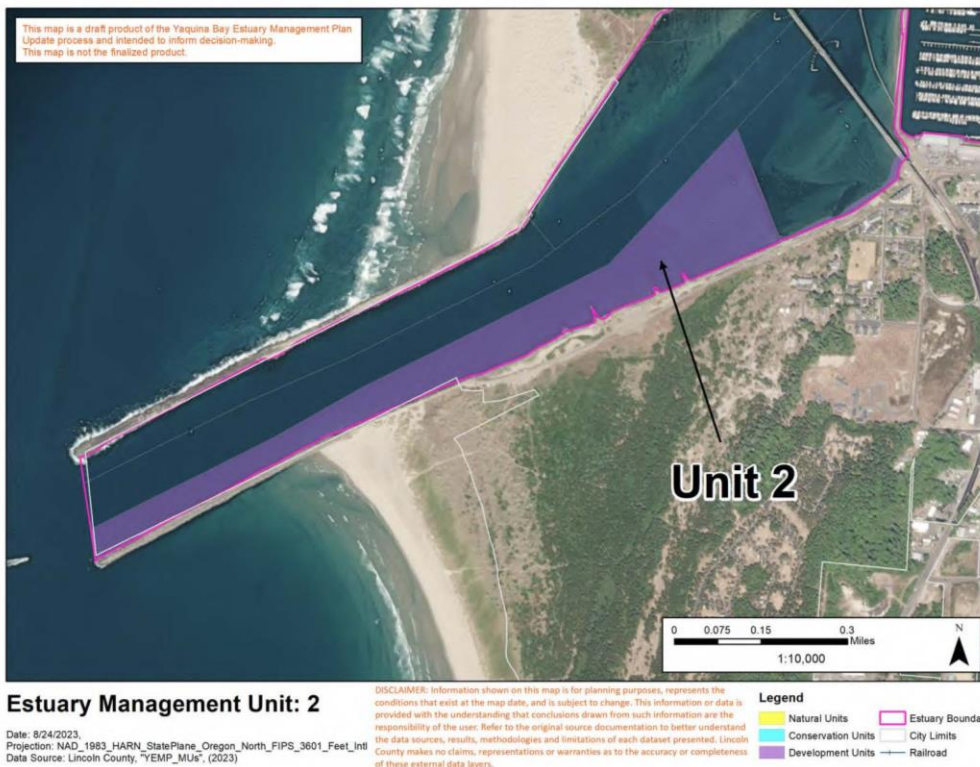 This map is a draft product of the Yaquina Bay Estuary Management Plan
Update process and intended to inform decision-making.
This map is not the finalized product.
Unit 2
0 0.075 0.15 0.3
Miles
1:10,000
N
Estuary Management Unit: 2
Date: 8/24/2023,
Projection: NAD_1983_HARN_StatePlane_Oregon_North_FIPS_3601_Feet_Intl
Data Source: Lincoln County, "YEMP_MUs", (2023)
DISCLAIMER: Information shown on this map is for planning purposes, represents the
conditions that exist at the map date, and is subject to change. This information or data is
provided with the understanding that conclusions drawn from such information are the
responsibility of the user. Refer to the original source documentation to better understand
the data sources, results, methodologies and limitations of each dataset presented. Lincoln
County makes no claims, representations or warranties as to the accuracy or completeness
of these external data layers.
Legend
Natural Units
Conservation Units
Development Units
Estuary Bounda
City Limits
Railroad